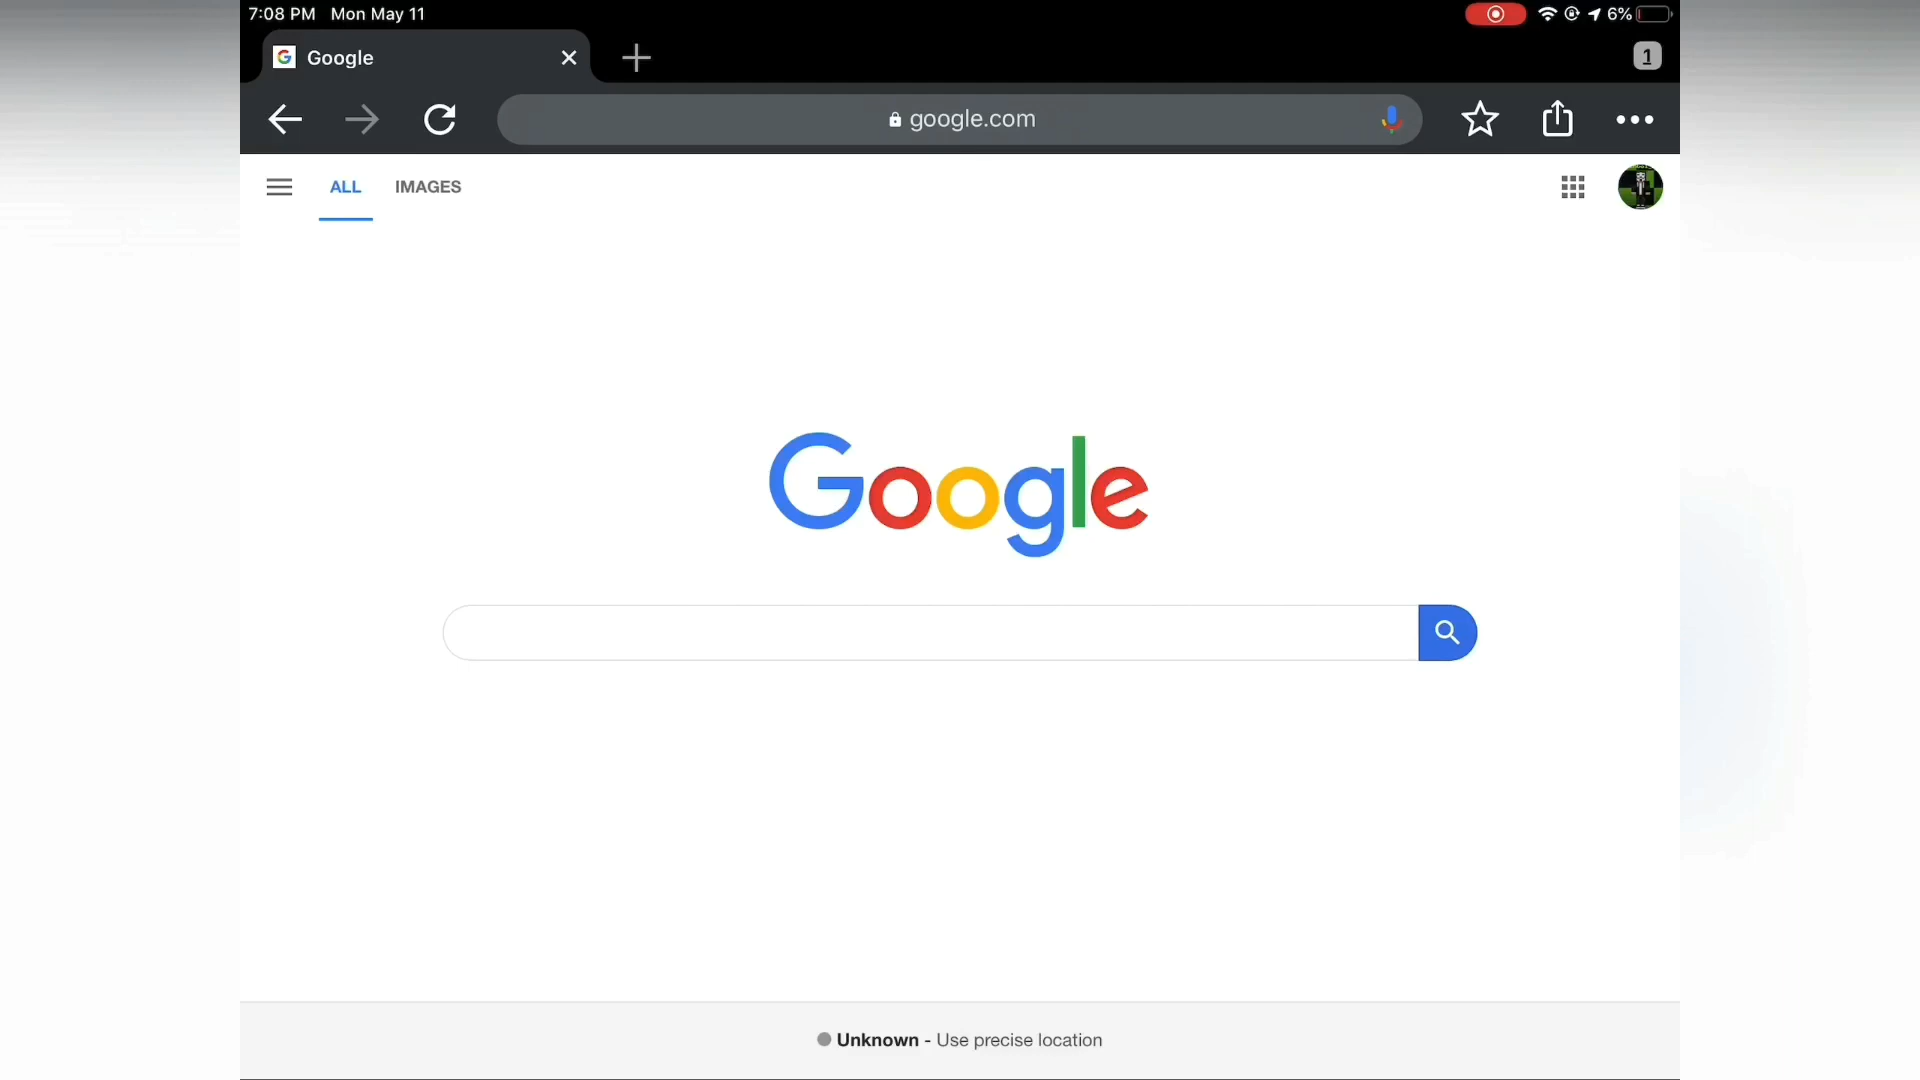 7:08 PM Mon May 11
6%
Google
1
google.com
ALL IMAGES
Google
Unknown - Use precise location